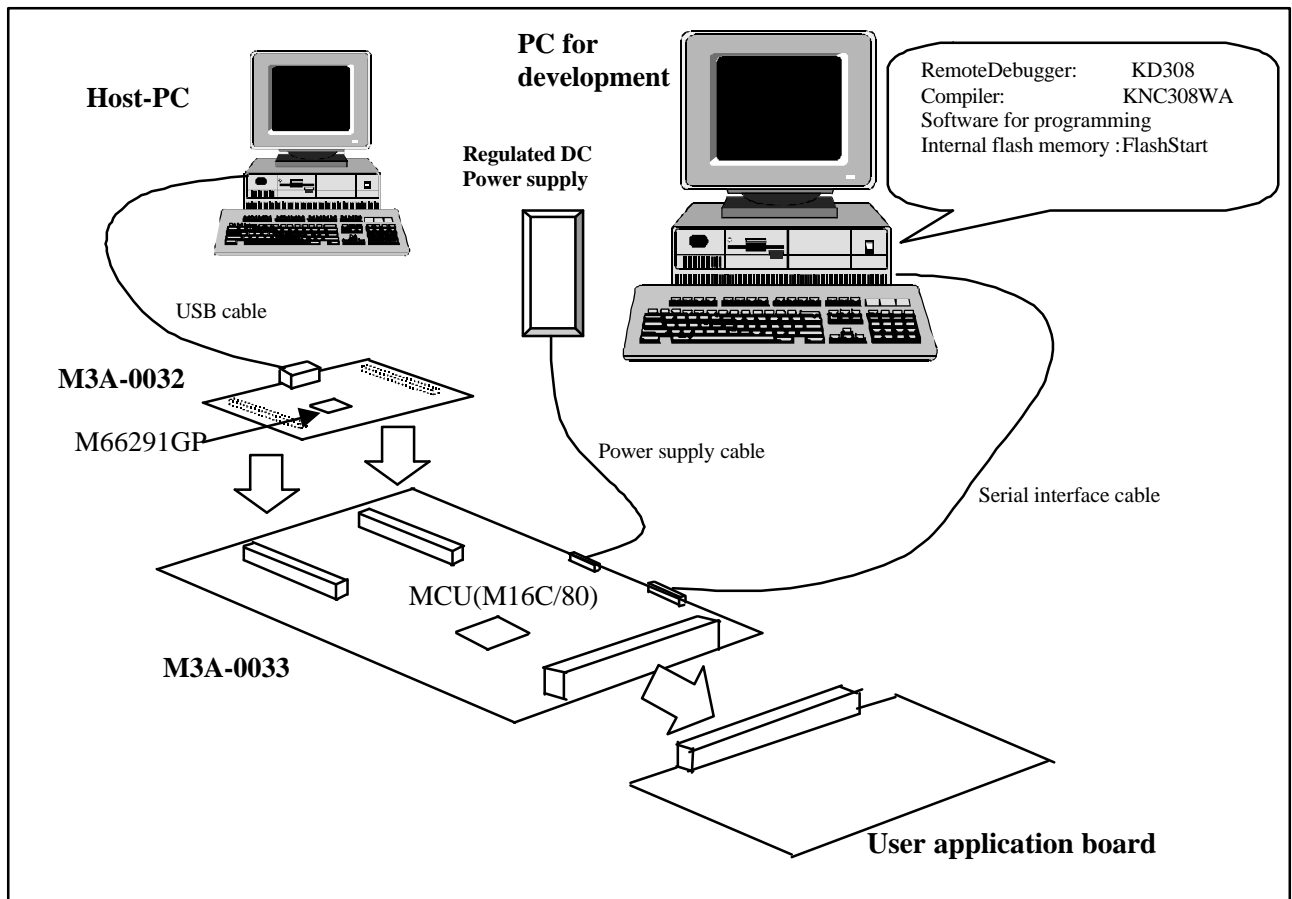 Host-PC
PC for
development
RemoteDebugger: KD308
Compiler: KNC308WA
Software for programming
Internal flash memory :FlashStart
Regulated DC
Power supply
USB cable
M3A-0032
M66291GP
Power supply cable
Serial interface cable
MCU(M16C/80)
M3A-0033
User application board